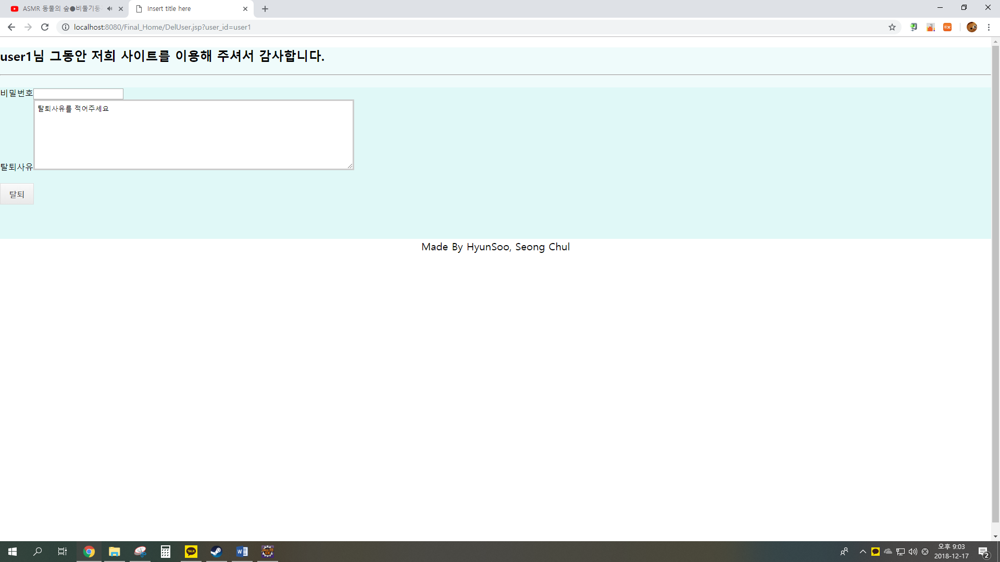 ASMR 동물의 숲●비둘기둥
Insert title here
localhost:8080/Final_Home/DelUser.jsp?user_id=user1
user1님 그동안 저희 사이트를 이용해 주셔서 감사합니다.
비밀번호
탈퇴사유를 적어주세요
탈퇴사유
탈퇴
Made By HyunSoo, Seong Chul
TALK
오후 9:03
2018-12-17
2